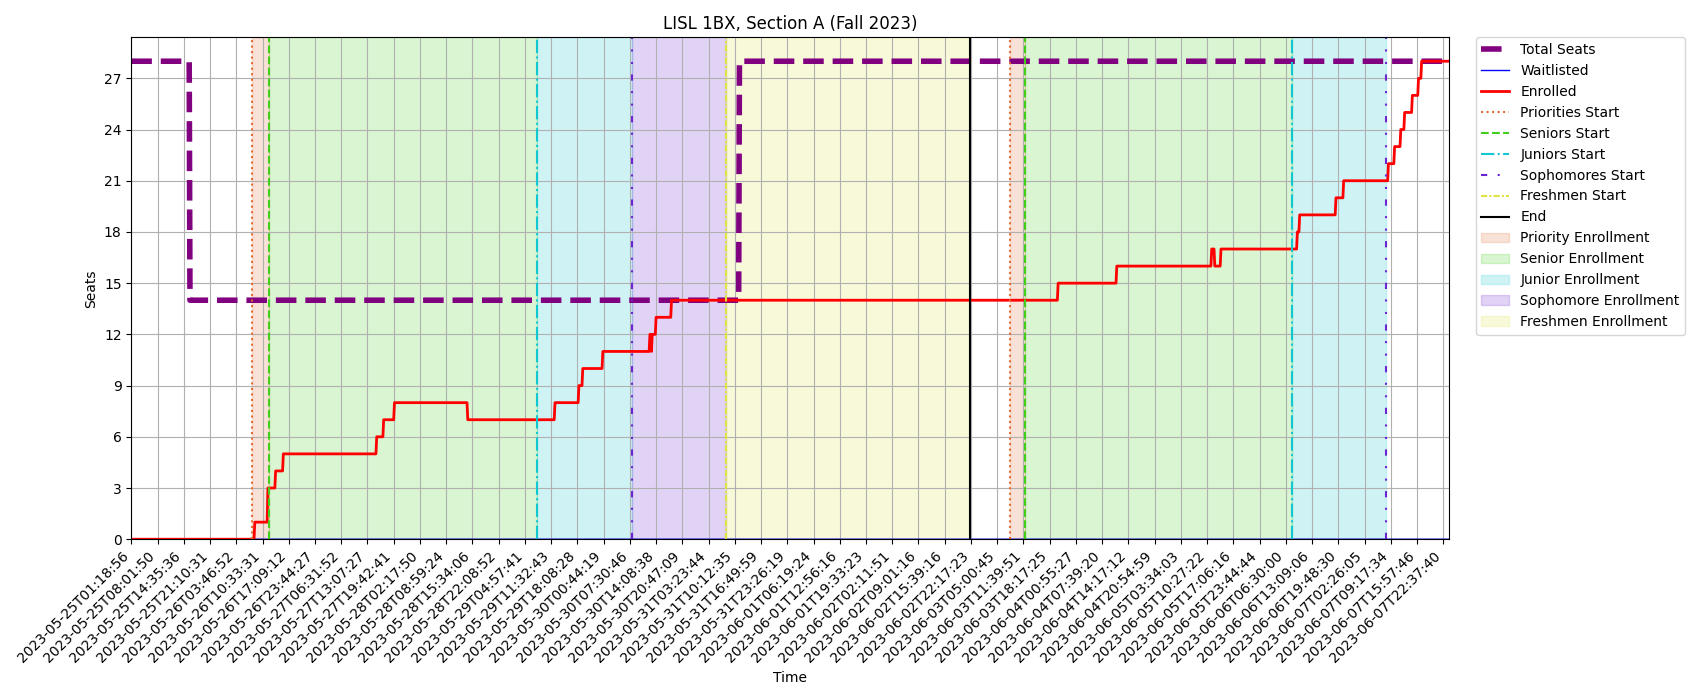 LISL 1BX, Section A (Fall 2023)
Seats
27
24
21
18
15
12
9
6
3
0
2023-05-25T01:18:56
2023-05-25T08:01:50
2023-05-25T14:35:36
2023-05-25T21:10:31
2023-05-26T03:46:52
2023-05-26T10:33:31
2023-05-26T17:09:12
2023-05-26T23:44:27
2023-05-27T06:31:52
2023-05-27T13:07:27
2023-05-27T19:42:41
2023-05-28T02:17:50
2023-05-28T08:59:24
2023-05-28T15:34:06
2023-05-28T22:08:52
2023-05-29T04:57:41
2023-05-29T11:32:43
2023-05-29T18:08:28
2023-05-30T00:44:19
2023-05-30T07:30:46
2023-05-30T14:08:38
2023-05-30T20:47:09
2023-05-31T03:23:44
2023-05-31T10:12:35
2023-05-31T16:49:59
2023-05-31T23:26:19
2023-06-01T06:19:24
2023-06-01T12:56:16
2023-06-01T19:33:23
2023-06-02T02:11:51
2023-06-02T09:01:16
2023-06-02T15:39:16
2023-06-02T22:17:23
2023-06-03T05:00:45
2023-06-03T11:39:51
2023-06-03T18:17:25
2023-06-04T00:55:27
2023-06-04T07:39:20
2023-06-04T14:17:12
2023-06-04T20:54:59
2023-06-05T03:34:03
2023-06-05T10:27:22
2023-06-05T17:06:16
2023-06-05T23:44:44
2023-06-06T06:30:00
2023-06-06T13:09:06
2023-06-06T19:48:30
2023-06-07T02:26:05
2023-06-07T09:17:34
2023-06-07T15:57:46
2023-06-07T22:37:40
Time
Total Seats
Waitlisted
Enrolled
Priorities Start
Seniors Start
Juniors Start
Sophomores Start
Freshmen Start
End
Priority Enrollment
Senior Enrollment
Junior Enrollment
Sophomore Enrollment
Freshmen Enrollment